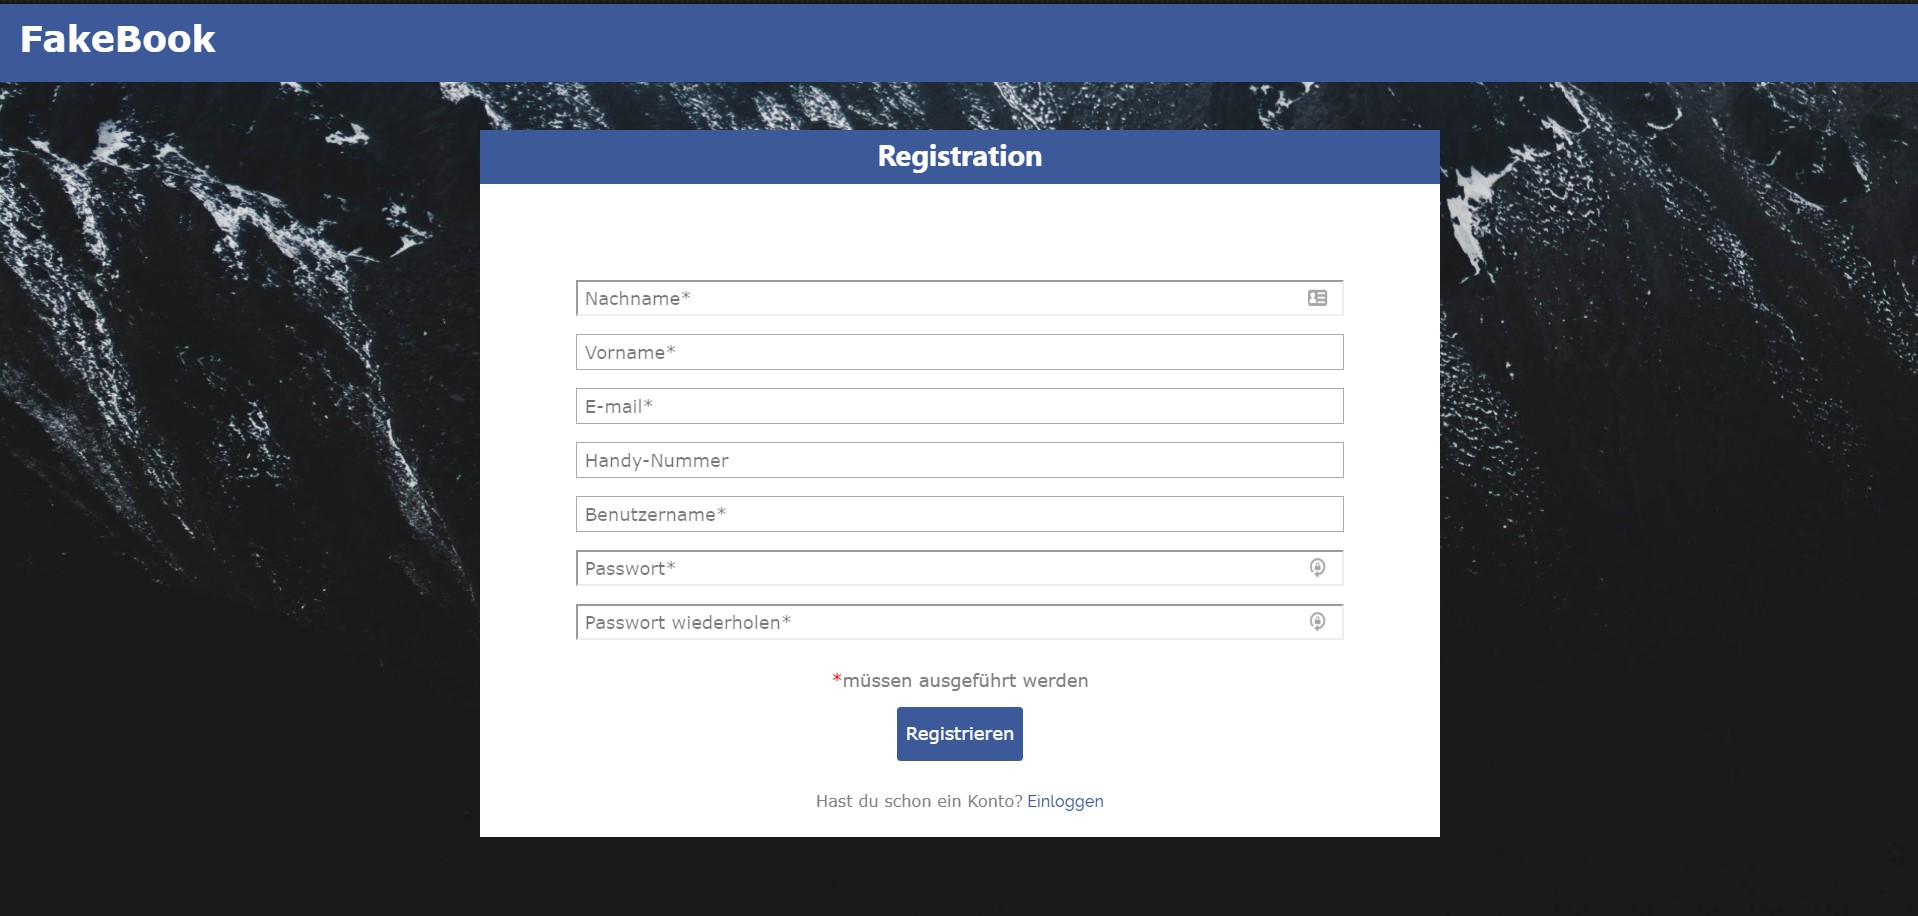 FakeBook
Registration
Nachname*
Vorname*
E-mail*
Handy-Nummer
Benutzername*
Passwort*
Passwort wiederholen*
*müssen ausgeführt werden
Registrieren
Hast du schon ein Konto? Einloggen